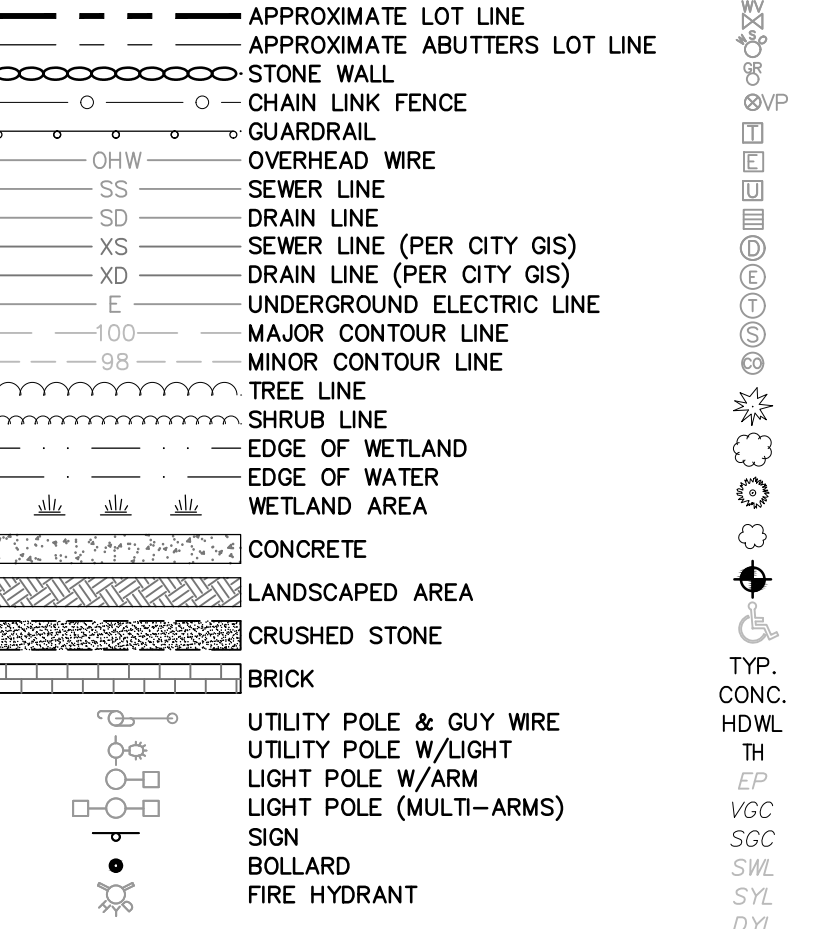 APPROXIMATE LOT LINE
APPROXIMATE ABUTTERS LOT LINE
STONE WALL
CHAIN LINK FENCE
GUARDRAIL
OHW OVERHEAD WIRE
SS SEWER LINE
SD DRAIN LINE
XS SEWER LINE (PER CITY GIS)
XD DRAIN LINE (PER CITY GIS)
E UNDERGROUND ELECTRIC LINE
100 MAJOR CONTOUR LINE
98 MINOR CONTOUR LINE
TREE LINE
SHRUB LINE
EDGE OF WETLAND
EDGE OF WATER
WETLAND AREA
CONCRETE
LANDSCAPED AREA
CRUSHED STONE
BRICK
UTILITY POLE & GUY WIRE
UTILITY POLE W/LIGHT
LIGHT POLE W/ARM
LIGHT POLE (MULTI-ARMS)
SIGN
BOLLARD
FIRE HYDRANT
WV
WSO
GR
VP
T
E
U
D
E
T
S
CO
TYP.
CONC.
HDWL
TH
EP
VGC
SGC
SWL
SYL
DYL